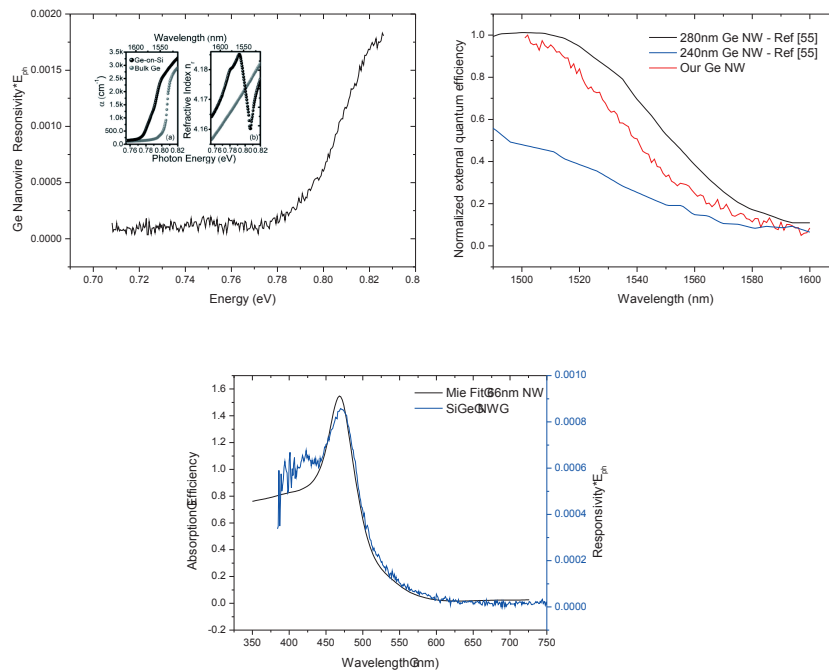 Wavelength (nm)
1600 1550
1600 1550
3.5k
3.0k
2.5k
2.0k
1.5k
1.0k
500.0
0.0
α (cm⁻¹)
Ge-on-Si
Bulk Ge
(a)
0.76 0.78 0.80 0.82
Photon Energy (eV)
4.18
4.17
4.16
Refractive Index n
(b)
0.76 0.78 0.80 0.82
0.0020
0.0015
0.0010
0.0005
0.0000
Ge Nanowire Resonsivity*E_ph
0.70 0.72 0.74 0.76 0.78 0.80 0.82
Energy (eV)
280nm Ge NW - Ref [55]
240nm Ge NW - Ref [55]
Our Ge NW
1.0
0.8
0.6
0.4
0.2
0.0
Normalized external quantum efficiency
1500 1520 1540 1560 1580 1600
Wavelength (nm)
Mie Fit 66nm NW
SiGe NW G
1.6
1.4
1.2
1.0
0.8
0.6
0.4
0.2
0.0
-0.2
Absorption Efficiency
0.0010
0.0008
0.0006
0.0004
0.0002
0.0000
Responsivity*E_ph
350 400 450 500 550 600 650 700 750
Wavelength nm)